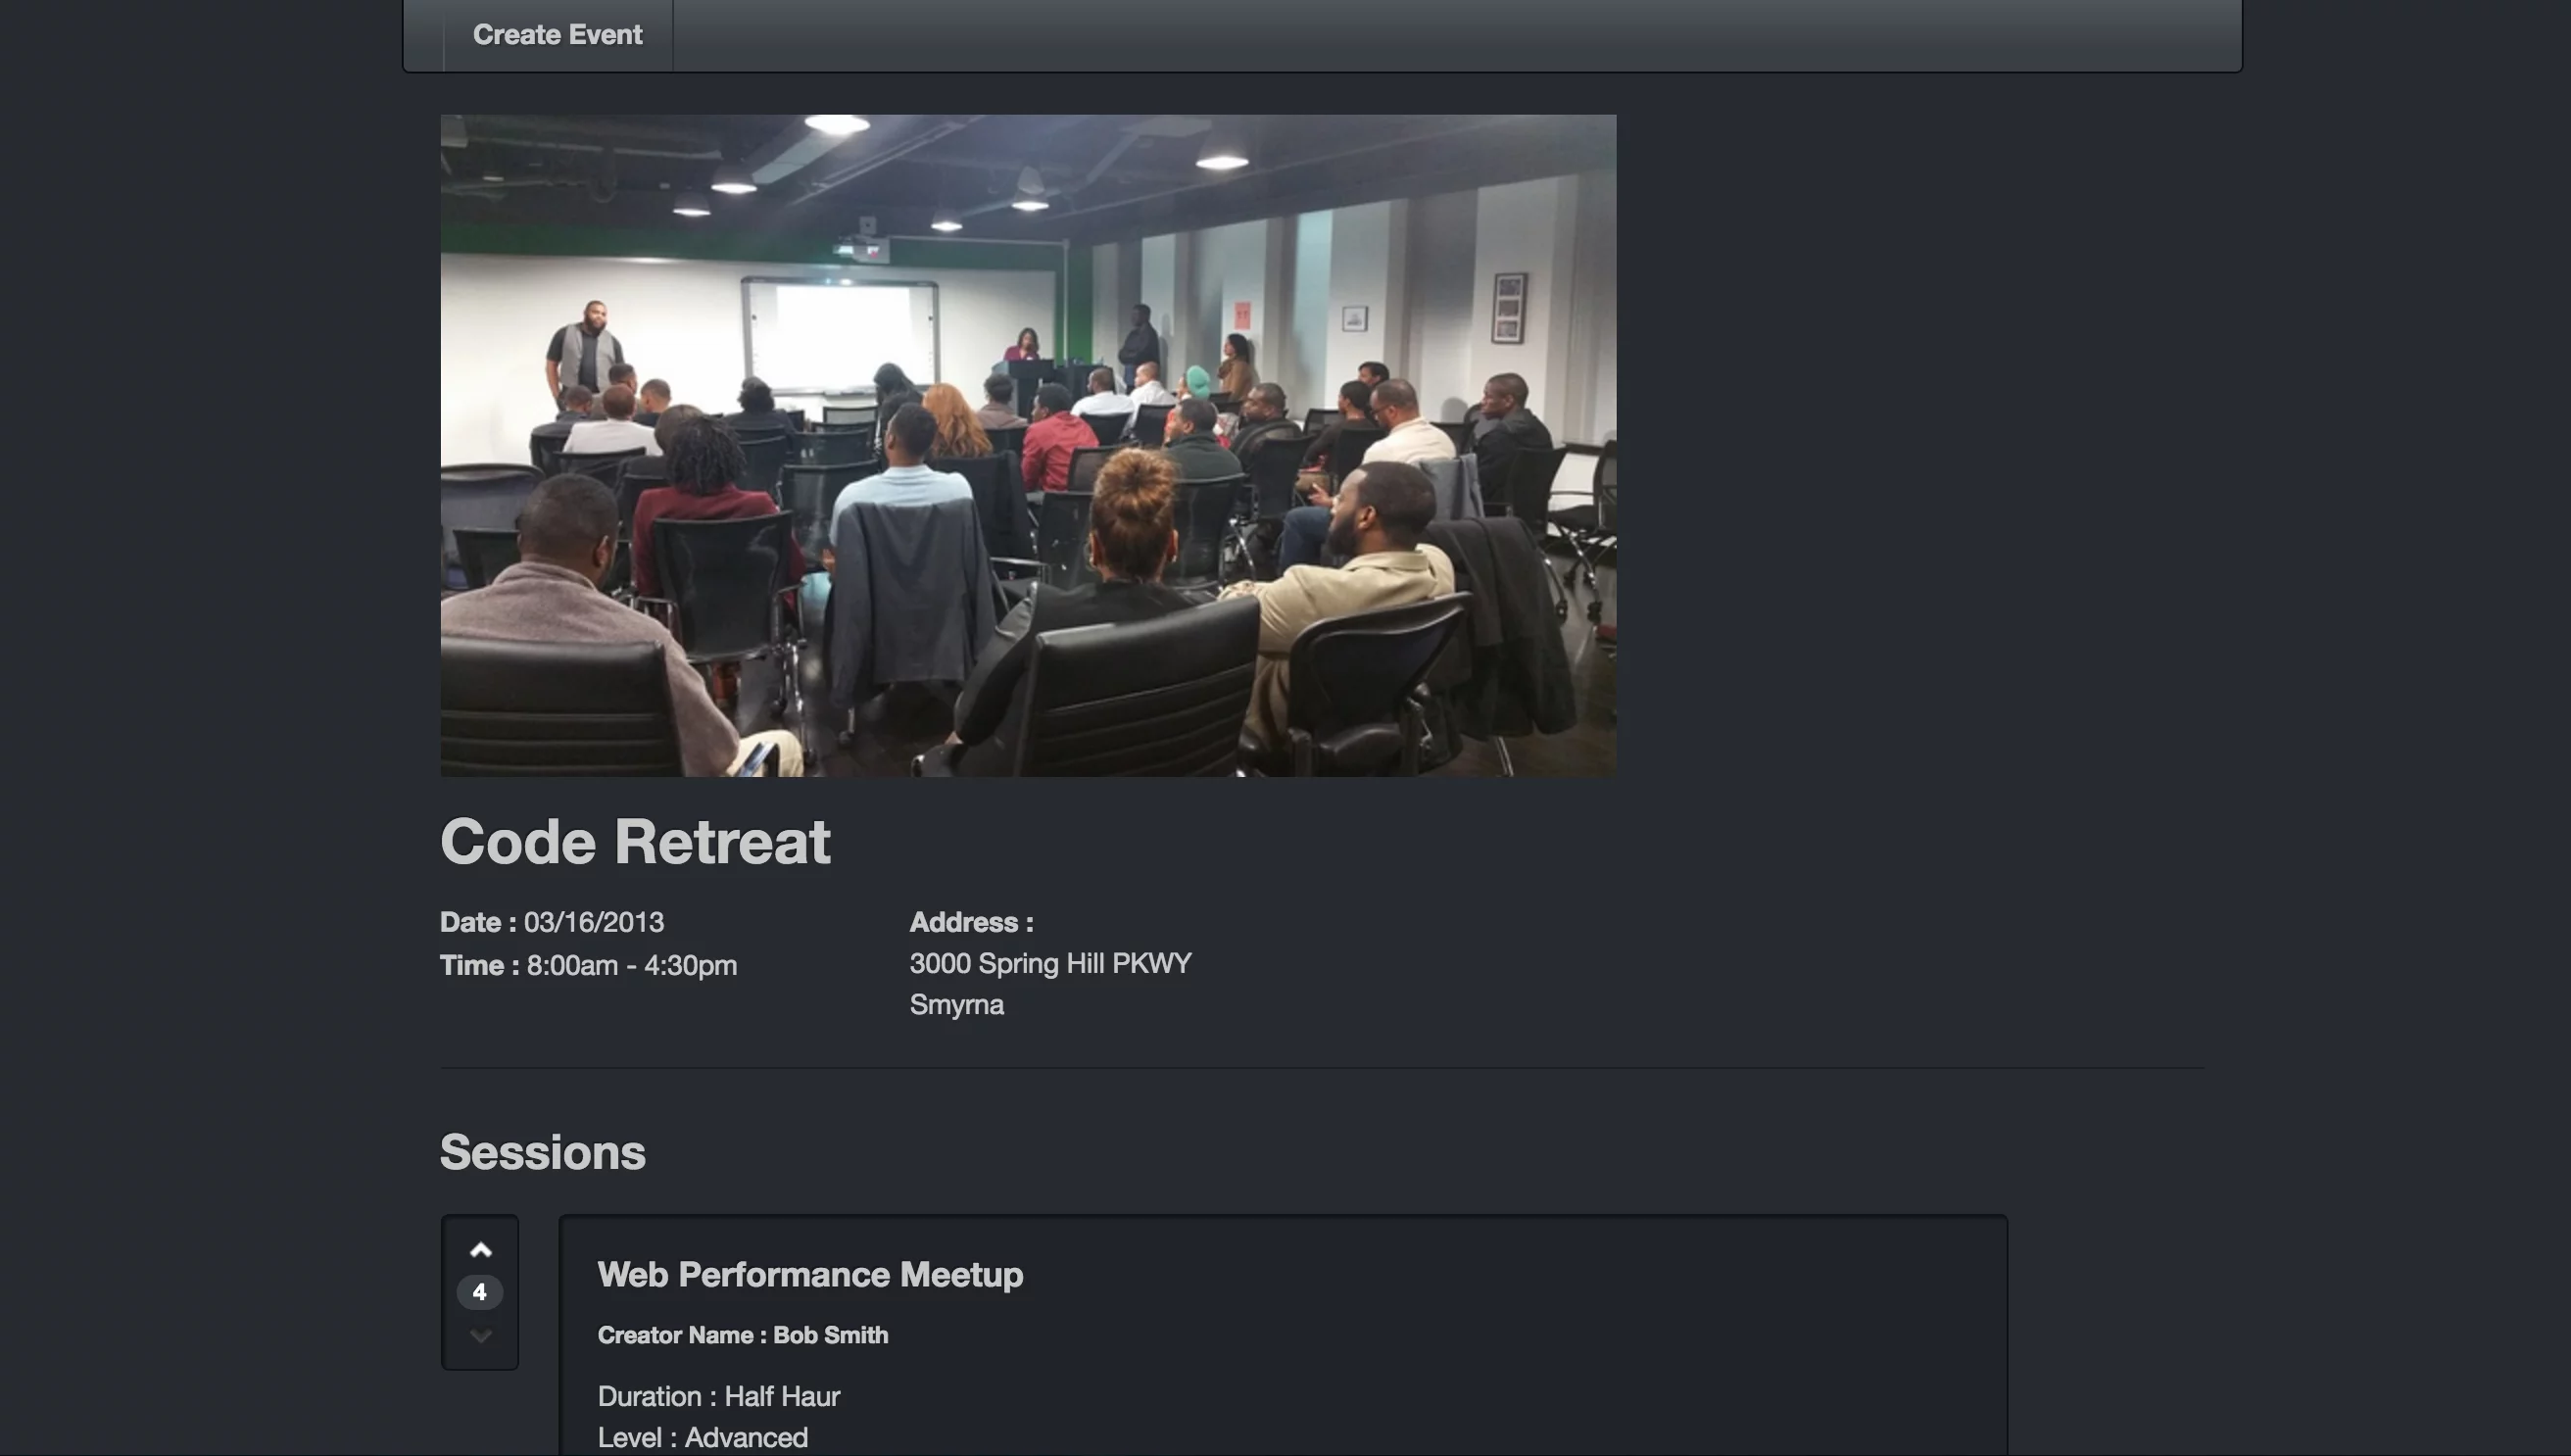 Create Event
Code Retreat
Date : 03/16/2013
Time : 8:00am - 4:30pm
Address :
3000 Spring Hill PKWY
Smyrna
Sessions
4
Web Performance Meetup
Creator Name : Bob Smith
Duration : Half Haur
Level : Advanced